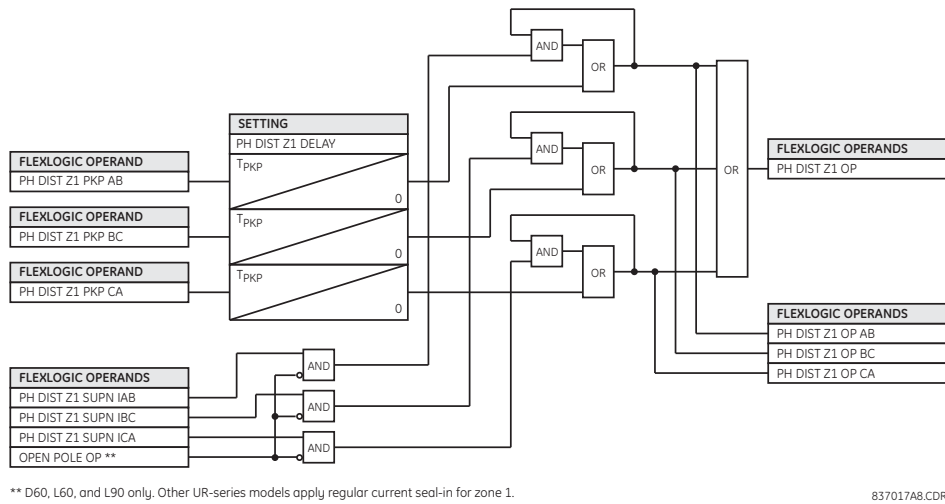 AND
OR
SETTING
PH DIST Z1 DELAY
FLEXLOGIC OPERAND
PH DIST Z1 PKP AB
TPKP
0
AND
OR
OR
FLEXLOGIC OPERANDS
PH DIST Z1 OP
FLEXLOGIC OPERAND
PH DIST Z1 PKP BC
TPKP
0
AND
OR
FLEXLOGIC OPERAND
PH DIST Z1 PKP CA
TPKP
0
FLEXLOGIC OPERANDS
PH DIST Z1 OP AB
PH DIST Z1 OP BC
PH DIST Z1 OP CA
FLEXLOGIC OPERANDS
PH DIST Z1 SUPN IAB
PH DIST Z1 SUPN IBC
PH DIST Z1 SUPN ICA
OPEN POLE OP **
AND
AND
AND
** D60, L60, and L90 only. Other UR-series models apply regular current seal-in for zone 1.
837017A8.CDR